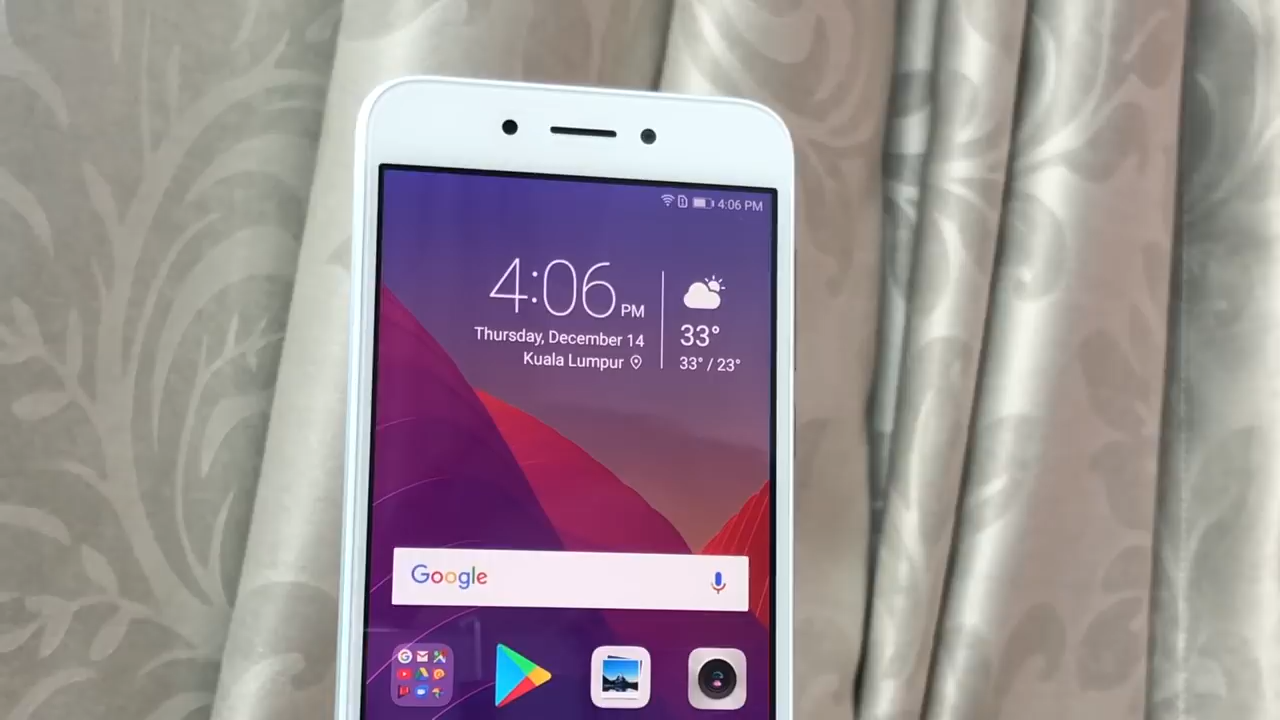 4:06 PM
4:06 PM
33°
Thursday, December 14
Kuala Lumpur
33° / 23°
Google